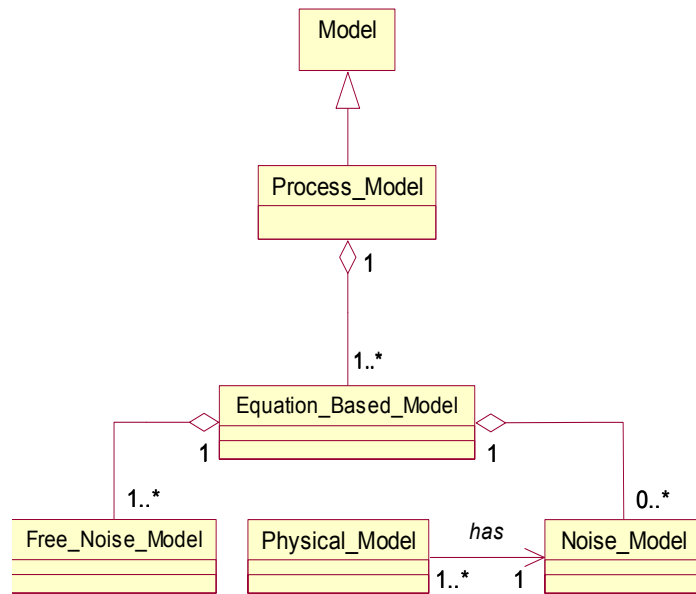 Model
Process_Model
1
1..*
Equation_Based_Model
1
1
1..*
0..*
Free_Noise_Model
Physical_Model
has
Noise_Model
1..*
1